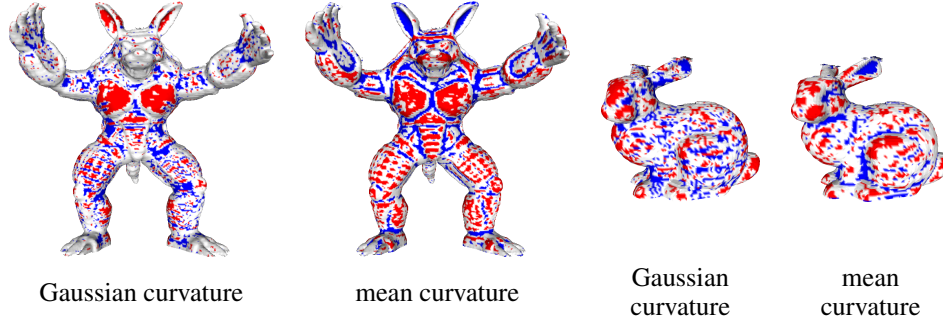 Gaussian curvature
mean curvature
Gaussian
curvature
mean
curvature